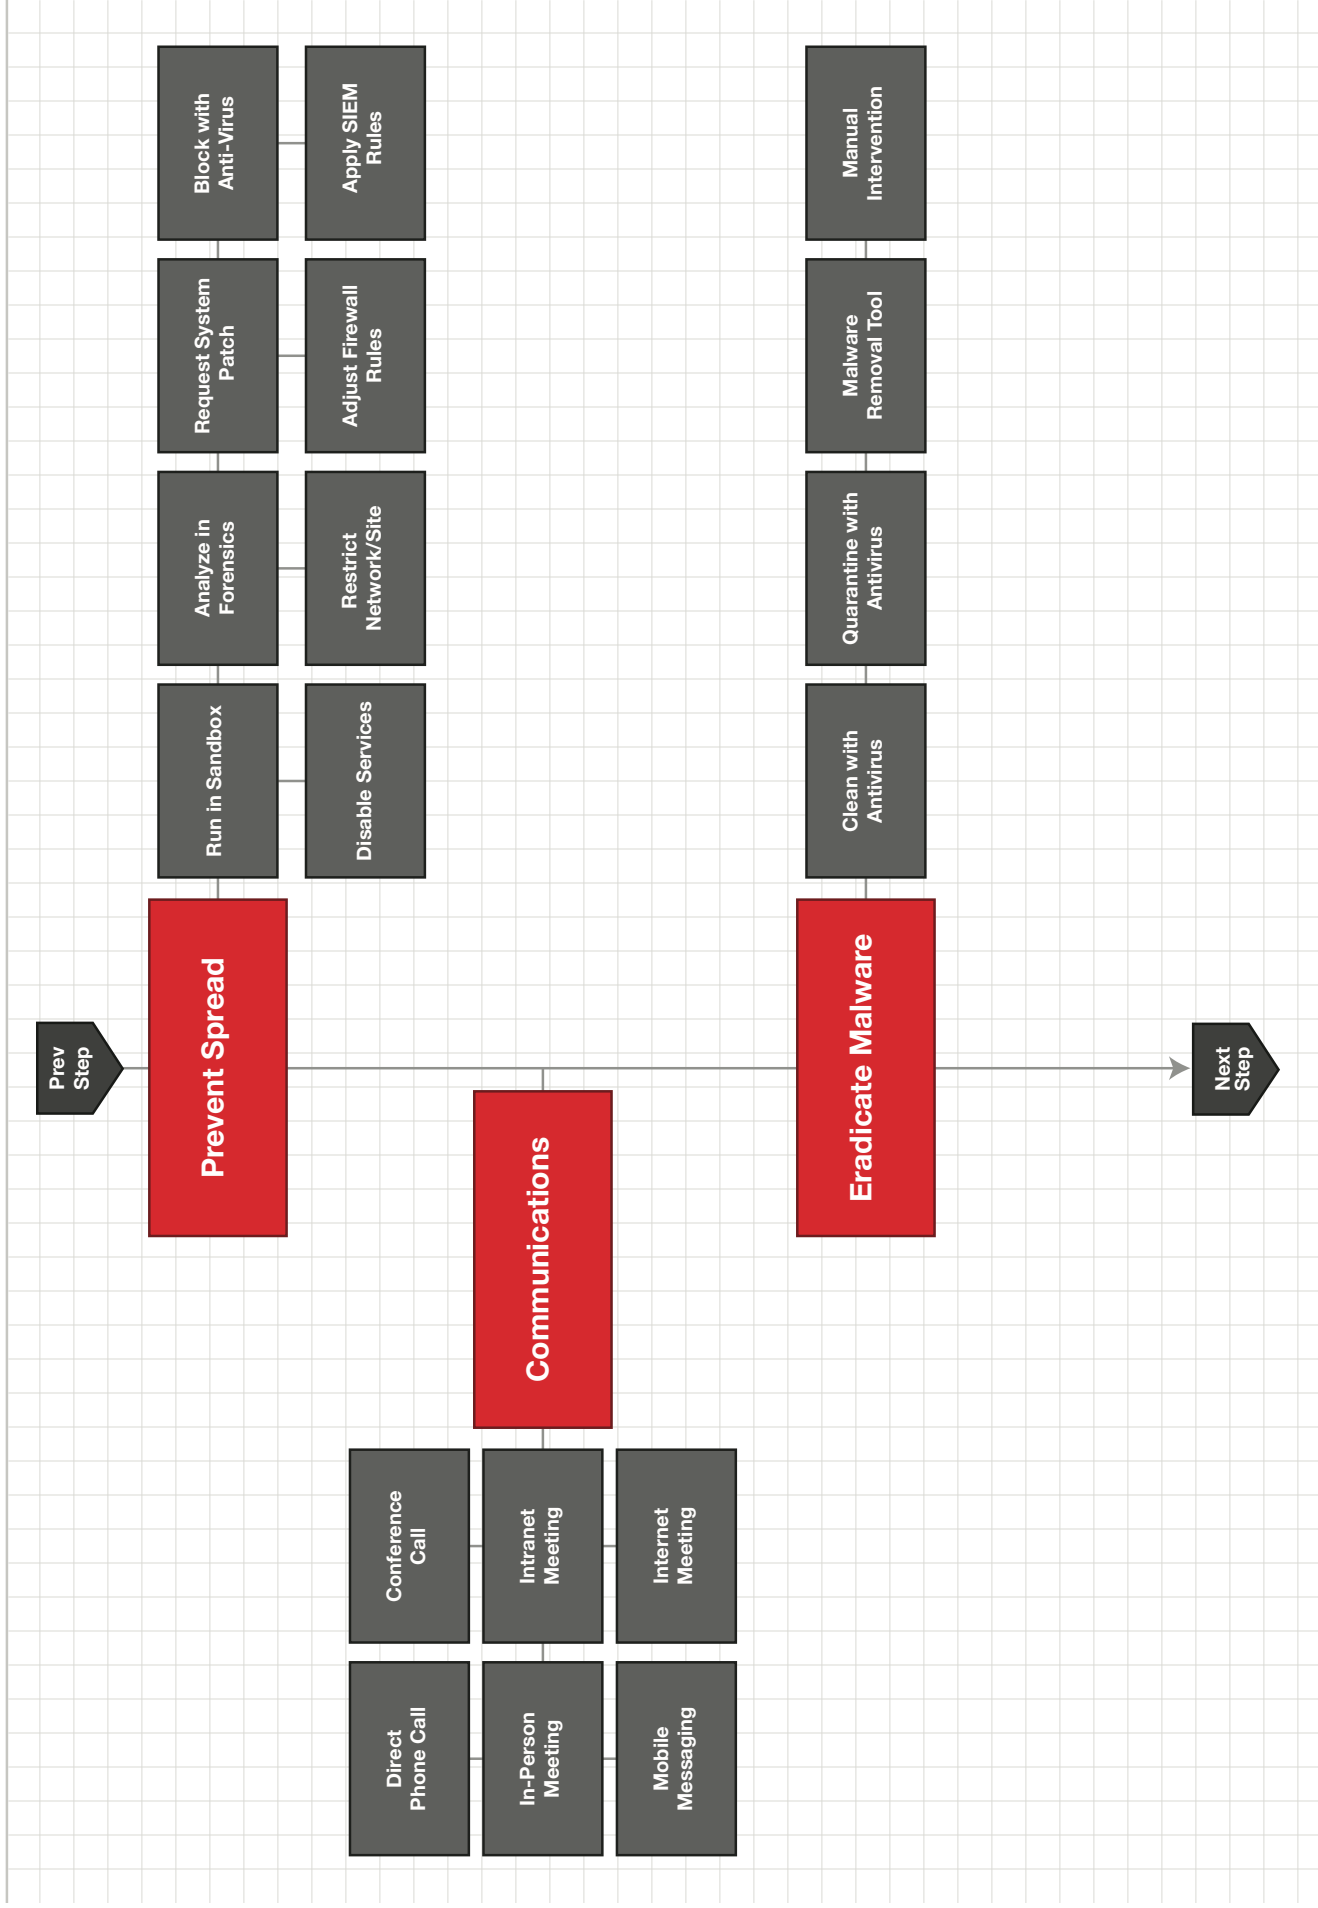 Prev
Step
Prevent Spread
Run in Sandbox
Analyze in
Forensics
Request System
Patch
Block with
Anti-Virus
Disable Services
Restrict
Network/Site
Adjust Firewall
Rules
Apply SIEM
Rules
Communications
Conference
Call
Intranet
Meeting
Internet
Meeting
Direct
Phone Call
In-Person
Meeting
Mobile
Messaging
Eradicate Malware
Clean with
Antivirus
Quarantine with
Antivirus
Malware
Removal Tool
Manual
Intervention
Next
Step